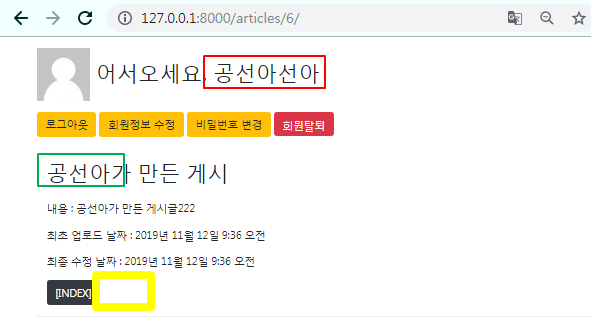 127.0.0.1:8000/articles/6/
어서오세요, 공선아선아
로그아웃 회원정보 수정 비밀번호 변경 회원탈퇴
공선아가 만든 게시
내용 : 공선아가 만든 게시글222
최초 업로드 날짜 : 2019년 11월 12일 9:36 오전
최종 수정 날짜 : 2019년 11월 12일 9:36 오전
[INDEX]